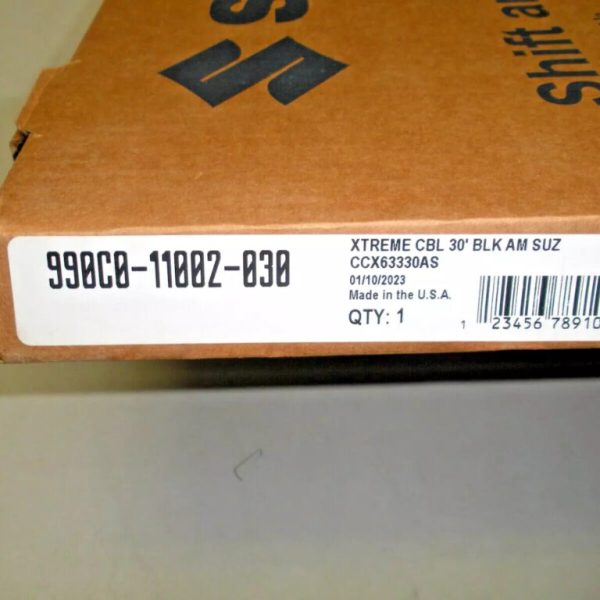 Shift a
990C0-11002-030
XTREME CBL 30' BLK AM SUZ
CCX63330AS
01/10/2023
Made in the U.S.A.
QTY: 1
1 23456 78910